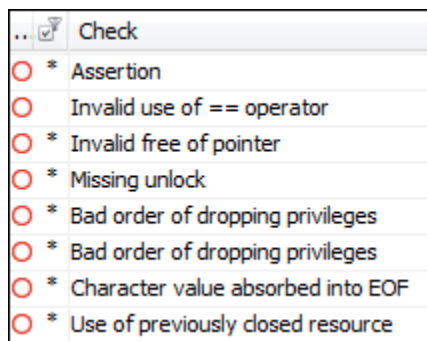 .. Check
* Assertion
Invalid use of == operator
* Invalid free of pointer
* Missing unlock
* Bad order of dropping privileges
* Bad order of dropping privileges
* Character value absorbed into EOF
* Use of previously closed resource